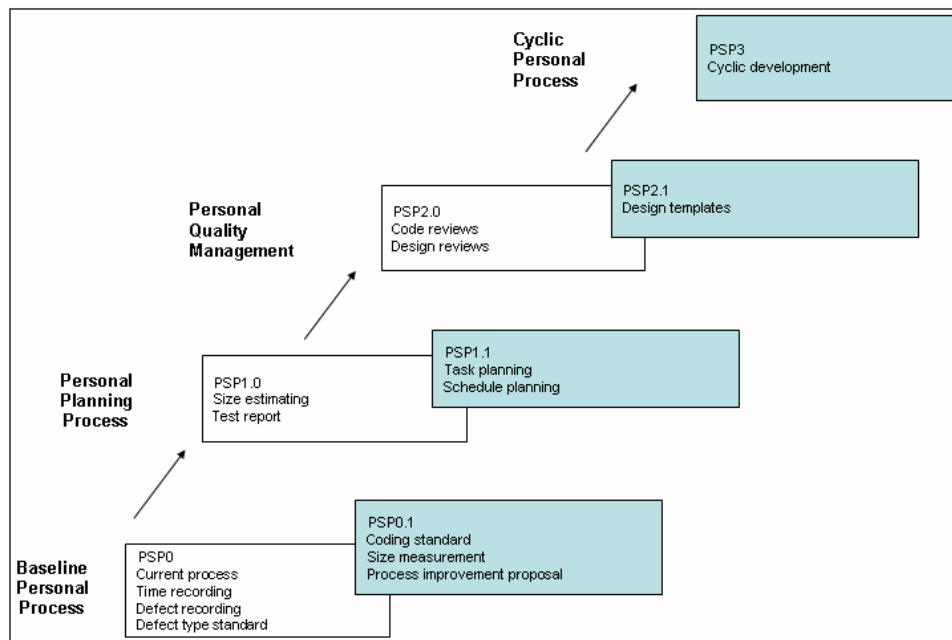 Cyclic
Personal
Process
PSP3
Cyclic development
Personal
Quality
Management
PSP2.0
Code reviews
Design reviews
PSP2.1
Design templates
Personal
Planning
Process
PSP1.0
Size estimating
Test report
PSP1.1
Task planning
Schedule planning
Baseline
Personal
Process
PSP0
Current process
Time recording
Defect recording
Defect type standard
PSP0.1
Coding standard
Size measurement
Process improvement proposal